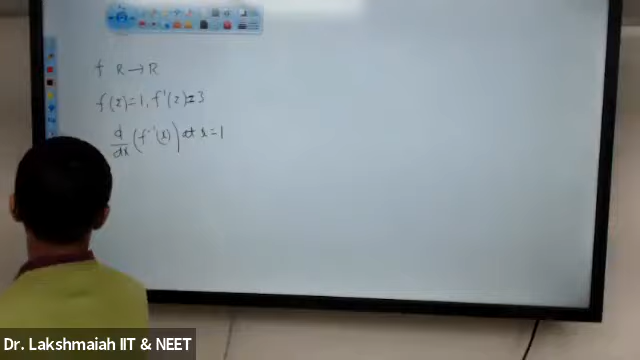 f R → R
f(2)=1, f'(2)=3
d/dx (f⁻¹(x)) at x=1
Dr. Lakshmaiah IIT & NEET